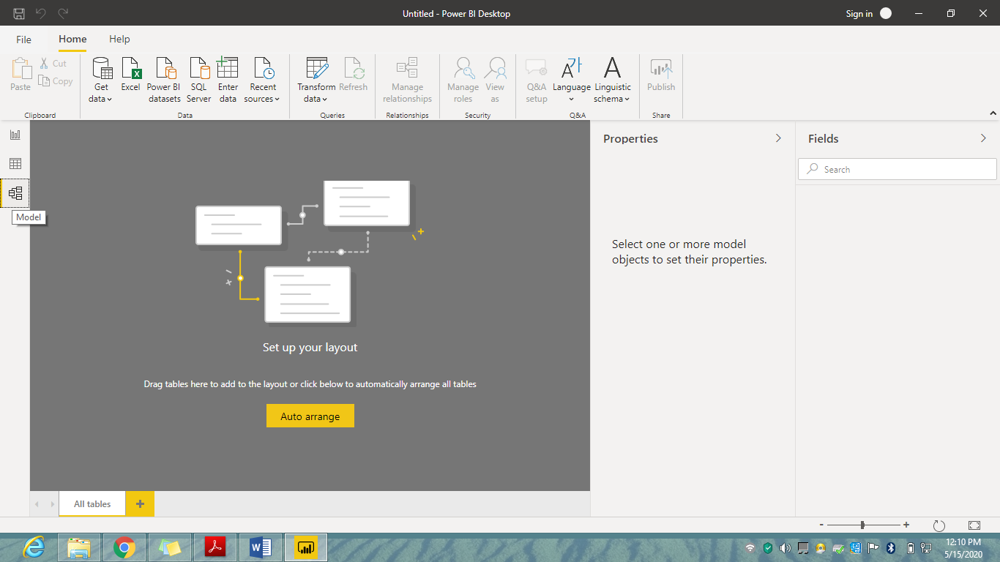 Untitled - Power BI Desktop
Sign in
File
Home
Help
Paste
Cut
Copy
Clipboard
Get data
Excel
Power BI datasets
SQL Server
Enter data
Recent sources
Data
Transform data
Refresh
Queries
Manage relationships
Relationships
Manage roles
View as
Security
Q&A setup
Language
Linguistic schema
Q&A
Publish
Share
Model
Set up your layout
Drag tables here to add to the layout or click below to automatically arrange all tables
Auto arrange
Properties
Select one or more model
objects to set their properties.
Fields
Search
All tables
12:10 PM
5/15/2020